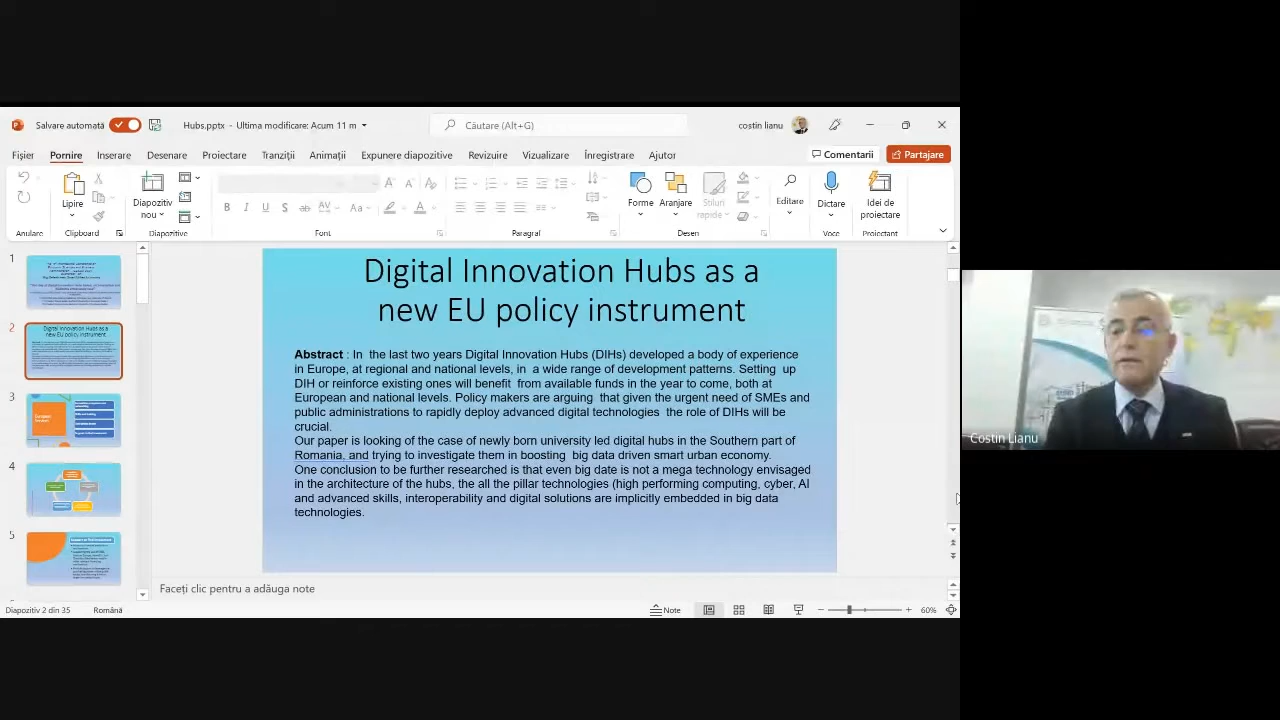 Salvare automată
Hubs.pptx - Ultima modificare: Acum 11 m
Căutare (Alt+G)
costin lianu
Fișier Pornire Inserare Desenare Proiectare Tranziții Animații Expunere diapozitive Revizuire Vizualizare Înregistrare Ajutor
Comentarii
Partajare
Lipire
Diapozitiv
nou
B I U S ab AV Aa A
Forme
Aranjare
Stiluri
rapide
Editare
Dictare
Idei de
proiectare
Anulare Clipboard Diapozitive Font Paragraf Desen Voce Proiectant
1
2
3
4
5
Digital Innovation Hubs as a
new EU policy instrument
Abstract : In the last two years Digital Innovation Hubs (DIHs) developed a body of experience
in Europe, at regional and national levels, in a wide range of development patterns. Setting up
DIH or reinforce existing ones will benefit from available funds in the year to come, both at
European and national levels. Policy makers are arguing that given the urgent need of SMEs and
public administrations to rapidly deploy advanced digital technologies the role of DIHs will be
crucial.
Our paper is looking of the case of newly born university led digital hubs in the Southern part of
Romania, and trying to investigate them in boosting big data driven smart urban economy.
One conclusion to be further researched is that even big date is not a mega technology envisaged
in the architecture of the hubs, the all the pillar technologies (high performing computing, cyber, AI
and advanced skills, interoperability and digital solutions are implicitly embedded in big data
technologies.
Faceți clic pentru a adăuga note
Diapozitiv 2 din 35
Română
Note
60%
Costin Lianu